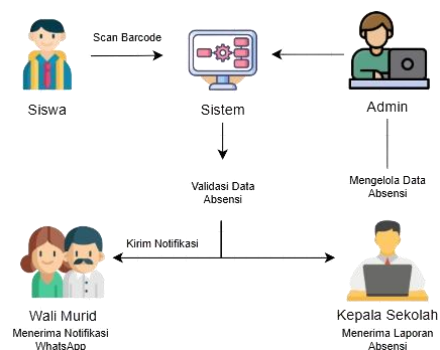 Scan Barcode
Siswa
Sistem
Admin
Validasi Data
Absensi
Mengelola Data
Absensi
Kirim Notifikasi
Wali Murid
Menerima Notifikasi
WhatsApp
Kepala Sekolah
Menerima Laporan
Absensi